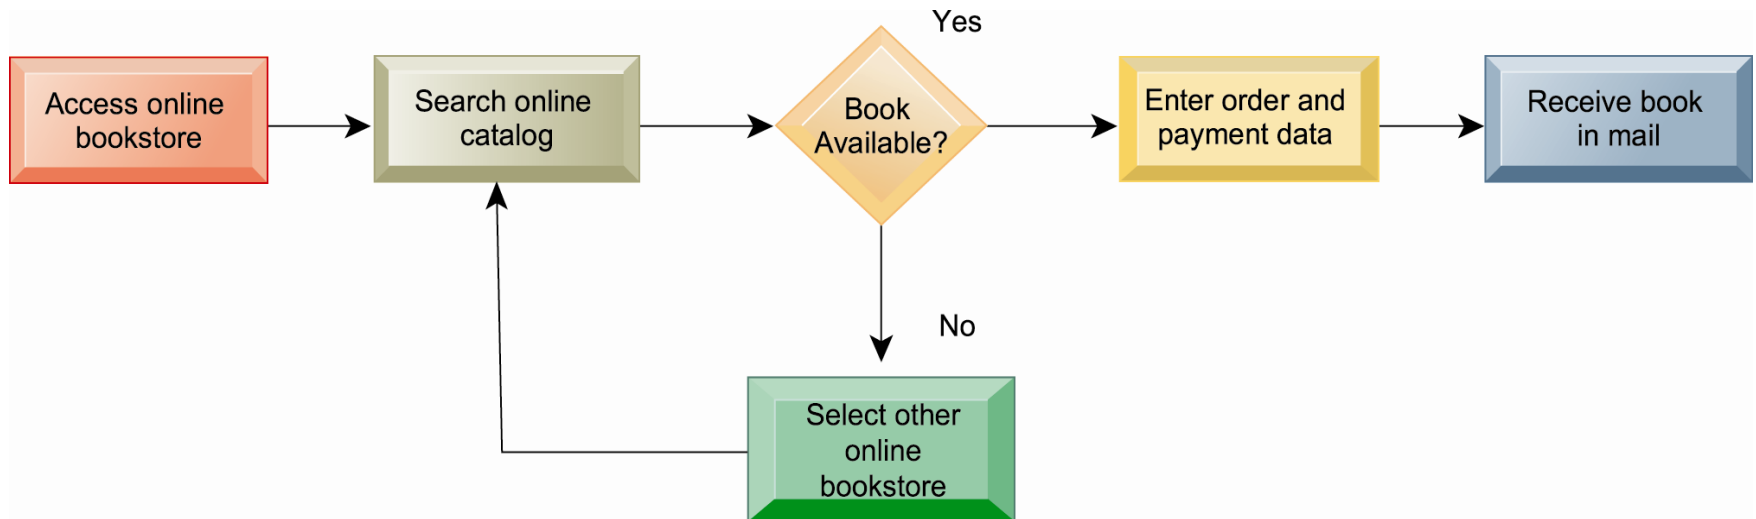 Yes
Access online
bookstore
Search online
catalog
Book
Available?
Enter order and
payment data
Receive book
in mail
No
Select other
online
bookstore